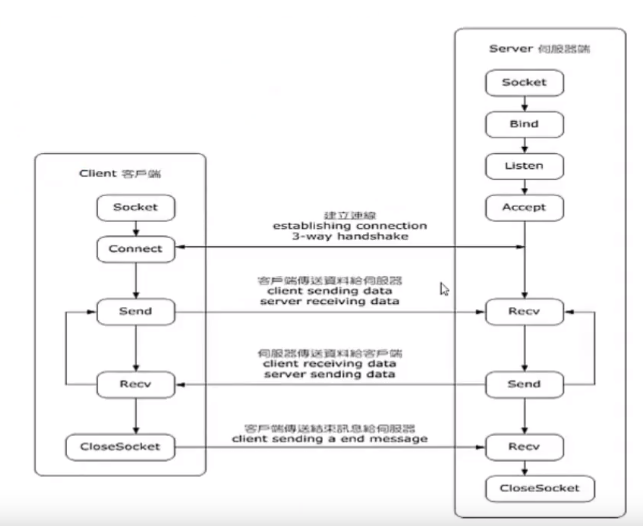 Server 伺服器端
Socket
Bind
Listen
Accept
Client 客戶端
Socket
Connect
建立連線
establishing connection
3-way handshake
客戶端傳送資料給伺服器
client sending data
server receiving data
Send
Recv
伺服器傳送資料給客戶端
client receiving data
server sending data
Recv
Send
客戶端傳送結束訊息給伺服器
client sending a end message
CloseSocket
Recv
CloseSocket